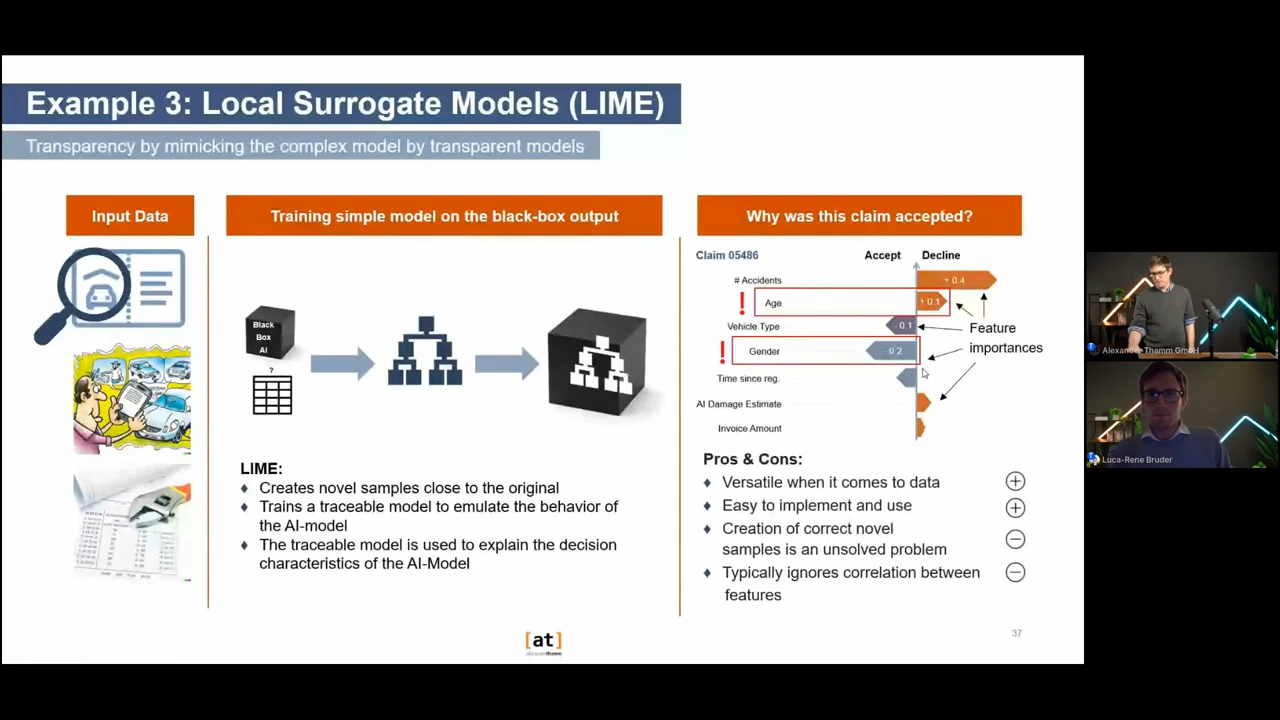 Example 3: Local Surrogate Models (LIME)
Transparency by mimicking the complex model by transparent models
Input Data
Training simple model on the black-box output
Why was this claim accepted?
Black
Box
AI
?
LIME:
Creates novel samples close to the original
Trains a traceable model to emulate the behavior of
the AI-model
The traceable model is used to explain the decision
characteristics of the AI-Model
Claim 05486
Accept
Decline
# Accidents
+ 0.4
! Age
+ 0.1
Vehicle Type
- 0.1
! Gender
0.2
Time since reg.
AI Damage Estimate
Invoice Amount
Feature
importances
Pros & Cons:
Versatile when it comes to data
Easy to implement and use
Creation of correct novel
samples is an unsolved problem
Typically ignores correlation between
features
[at]
37
Alexander Thamm GmbH
Luca-Rene Bruder